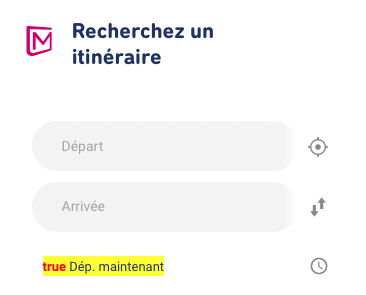 Recherchez un
itinéraire
Départ
Arrivée
true Dép. maintenant